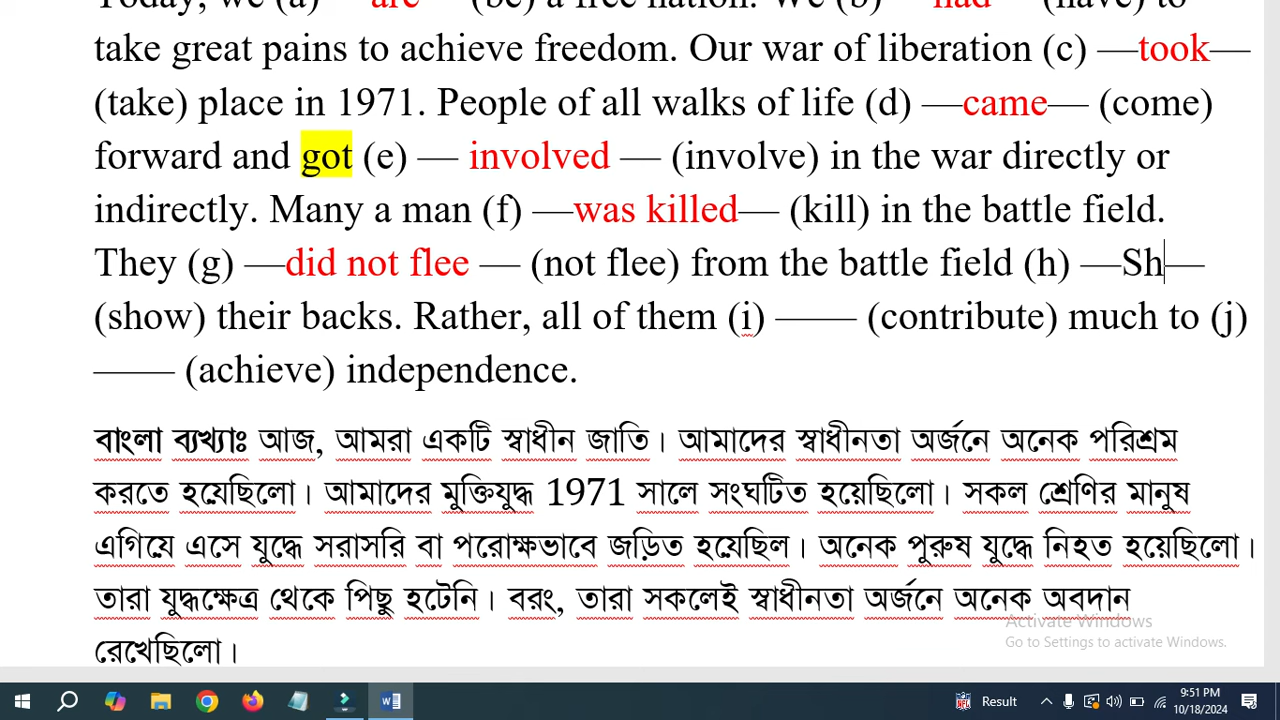 Today, we (a) —are— (be) a free nation. We (b) —had— (have) to
take great pains to achieve freedom. Our war of liberation (c) —took—
(take) place in 1971. People of all walks of life (d) —came— (come)
forward and got (e) — involved — (involve) in the war directly or
indirectly. Many a man (f) —was killed— (kill) in the battle field.
They (g) —did not flee — (not flee) from the battle field (h) —Sh—
(show) their backs. Rather, all of them (i) —— (contribute) much to (j)
—— (achieve) independence.
বাংলা ব্যখ্যাঃ আজ, আমরা একটি স্বাধীন জাতি। আমাদের স্বাধীনতা অর্জনে অনেক পরিশ্রম
করতে হয়েছিলো। আমাদের মুক্তিযুদ্ধ 1971 সালে সংঘটিত হয়েছিলো। সকল শ্রেণির মানুষ
এগিয়ে এসে যুদ্ধে সরাসরি বা পরোক্ষভাবে জড়িত হয়েছিল। অনেক পুরুষ যুদ্ধে নিহত হয়েছিলো।
তারা যুদ্ধক্ষেত্র থেকে পিছু হটেনি। বরং, তারা সকলেই স্বাধীনতা অর্জনে অনেক অবদান
রেখেছিলো।
Activate Windows
Go to Settings to activate Windows.
Result
9:51 PM
10/18/2024